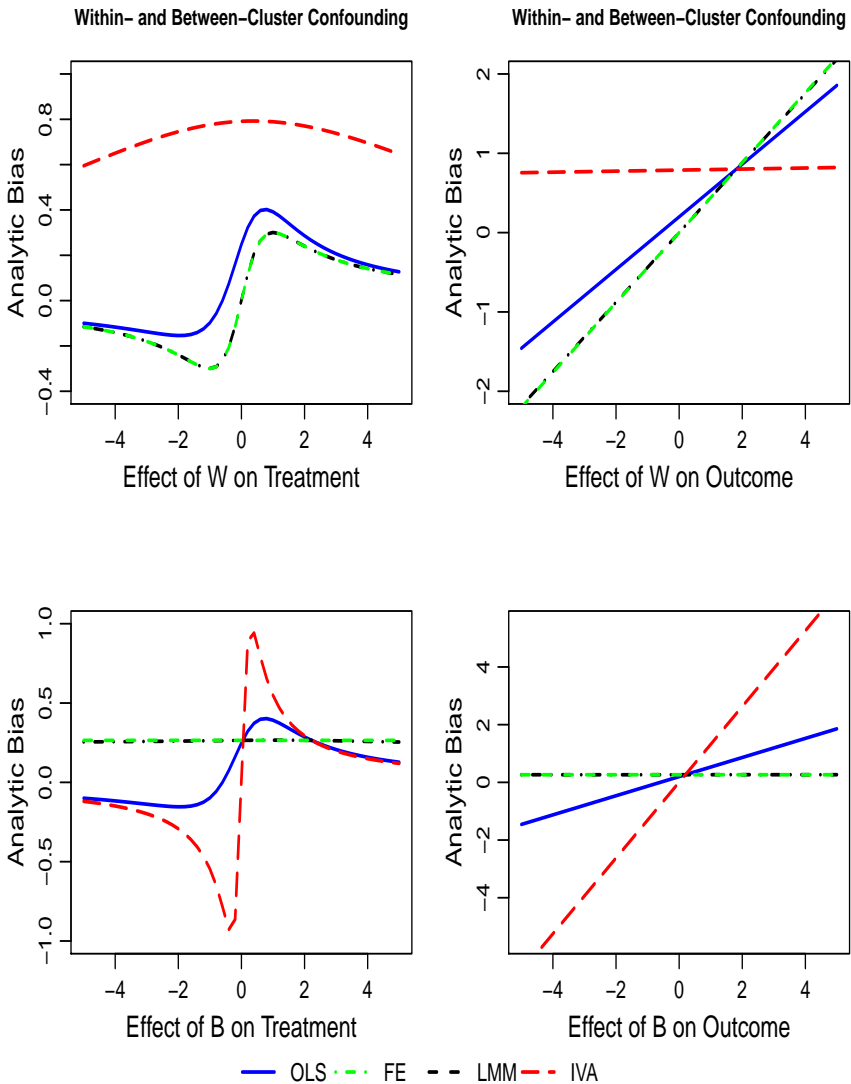 Within− and Between−Cluster Confounding
Within− and Between−Cluster Confounding
Analytic Bias
−0.4 0.0 0.4 0.8
−4 −2 0 2 4
Effect of W on Treatment
Analytic Bias
−2 −1 0 1 2
−4 −2 0 2 4
Effect of W on Outcome
Analytic Bias
−1.0 −0.5 0.0 0.5 1.0
−4 −2 0 2 4
Effect of B on Treatment
Analytic Bias
−4 −2 0 2 4
−4 −2 0 2 4
Effect of B on Outcome
OLS FE LMM IVA